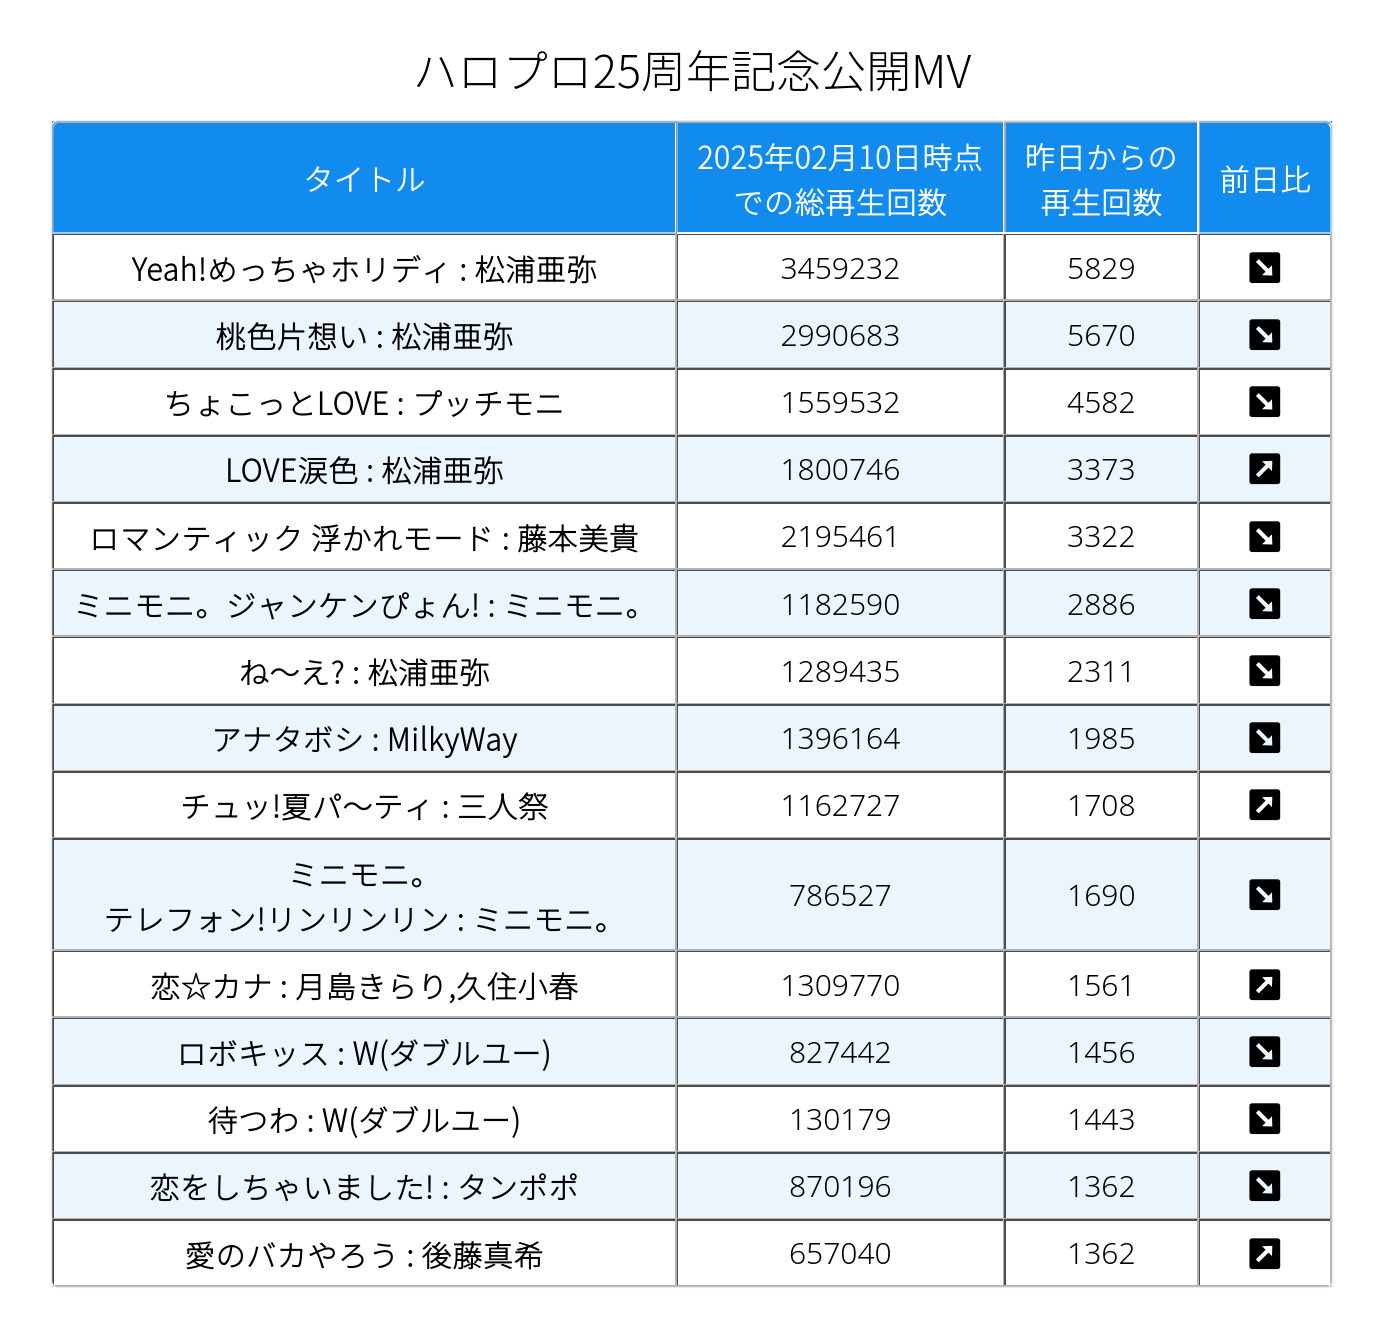 ハロプロ25周年記念公開MV
タイトル
2025年02月10日時点
での総再生回数
昨日からの
再生回数
前日比
Yeah!めっちゃホリディ : 松浦亜弥 3459232 5829 ↘
桃色片想い : 松浦亜弥 2990683 5670 ↘
ちょこっとLOVE : プッチモニ 1559532 4582 ↘
LOVE涙色 : 松浦亜弥 1800746 3373 ↗
ロマンティック 浮かれモード : 藤本美貴 2195461 3322 ↘
ミニモニ。ジャンケンぴょん! : ミニモニ。 1182590 2886 ↘
ね〜え? : 松浦亜弥 1289435 2311 ↘
アナタボシ : MilkyWay 1396164 1985 ↘
チュッ!夏パ〜ティ : 三人祭 1162727 1708 ↗
ミニモニ。
テレフォン!リンリンリン : ミニモニ。 786527 1690 ↘
恋☆カナ : 月島きらり,久住小春 1309770 1561 ↗
ロボキッス : W(ダブルユー) 827442 1456 ↘
待つわ : W(ダブルユー) 130179 1443 ↘
恋をしちゃいました! : タンポポ 870196 1362 ↘
愛のバカやろう : 後藤真希 657040 1362 ↗